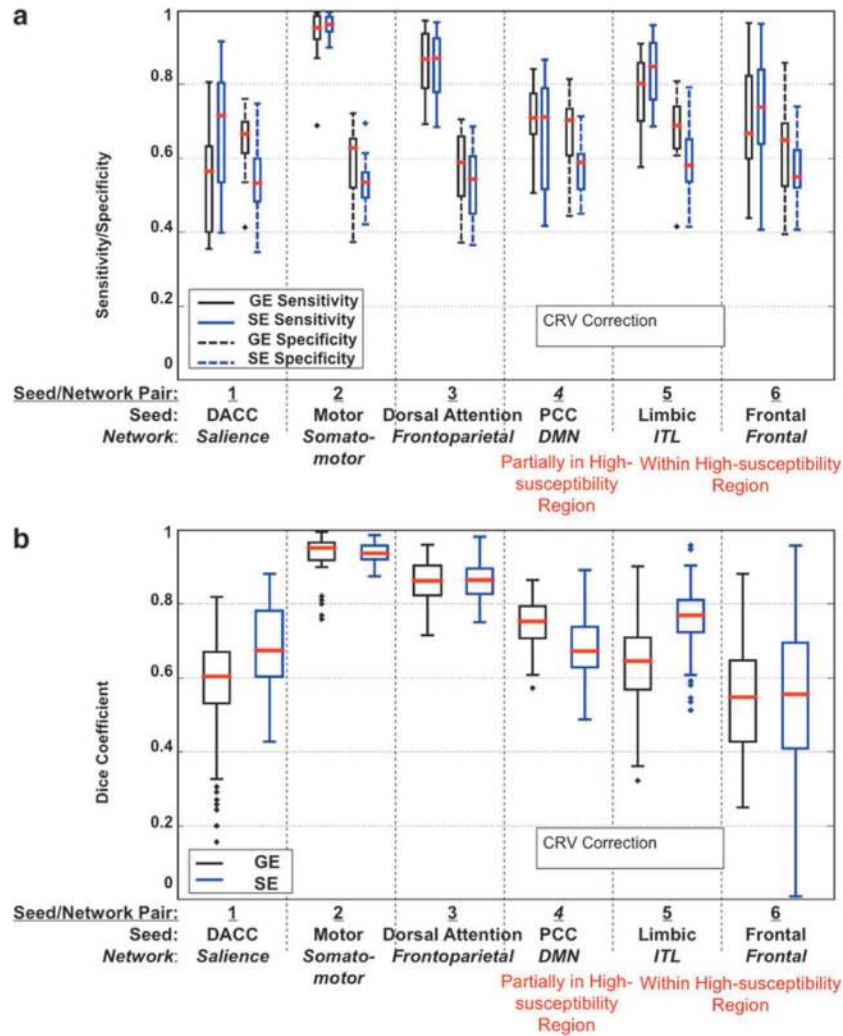 a
Sensitivity/Specificity
1
0.8
0.6
0.4
0.2
0
GE Sensitivity
SE Sensitivity
GE Specificity
SE Specificity
CRV Correction
Seed/Network Pair: 1 2 3 4 5 6
Seed: DACC Motor Dorsal Attention PCC Limbic Frontal
Network: Salience Somato- Frontoparietal DMN ITL Frontal
motor
Partially in High- Within High-susceptibility
susceptibility Region
Region
b
Dice Coefficient
1
0.8
0.6
0.4
0.2
0
GE
SE
CRV Correction
Seed/Network Pair: 1 2 3 4 5 6
Seed: DACC Motor Dorsal Attention PCC Limbic Frontal
Network: Salience Somato- Frontoparietal DMN ITL Frontal
motor
Partially in High- Within High-susceptibility
susceptibility Region
Region